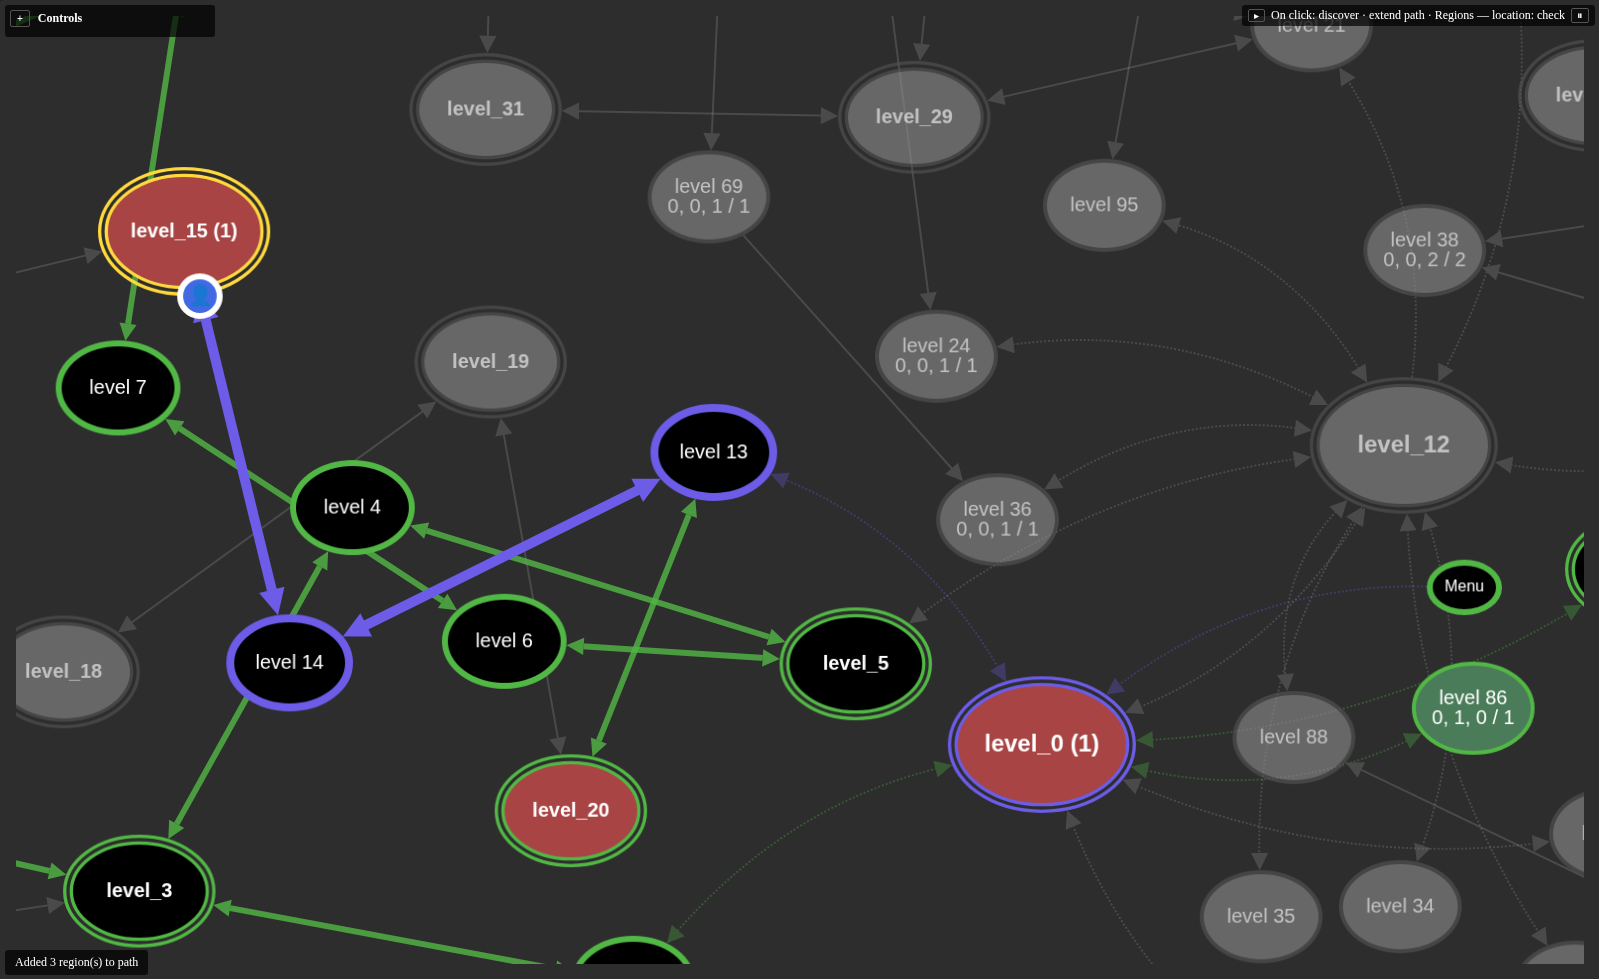 + Controls
▶ On click: discover · extend path · Regions — location: check ⏸
level 21
level_31
level_29
lev
level 69
0, 0, 1 / 1
level 95
level_15 (1)
level 38
0, 0, 2 / 2
level 24
0, 0, 1 / 1
level_19
level 7
level 13
level_12
level 4
level 36
0, 0, 1 / 1
Menu
level 6
level_5
level 14
level_18
level 86
0, 1, 0 / 1
level_0 (1)
level 88
level_20
level_3
level 35
level 34
Added 3 region(s) to path